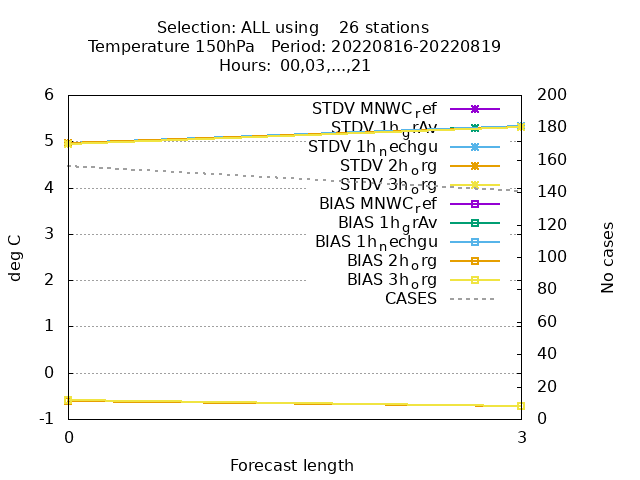 Selection: ALL using 26 stations
Temperature 150hPa Period: 20220816-20220819
Hours: 00,03,...,21
6
5
4
3
2
1
0
-1
deg C
200
180
160
140
120
100
80
60
40
20
0
No cases
STDV MNWC_ref
STDV 1h_grAv
STDV 1h_nechgu
STDV 2h_org
STDV 3h_org
BIAS MNWC_ref
BIAS 1h_grAv
BIAS 1h_nechgu
BIAS 2h_org
BIAS 3h_org
CASES
0 3
Forecast length